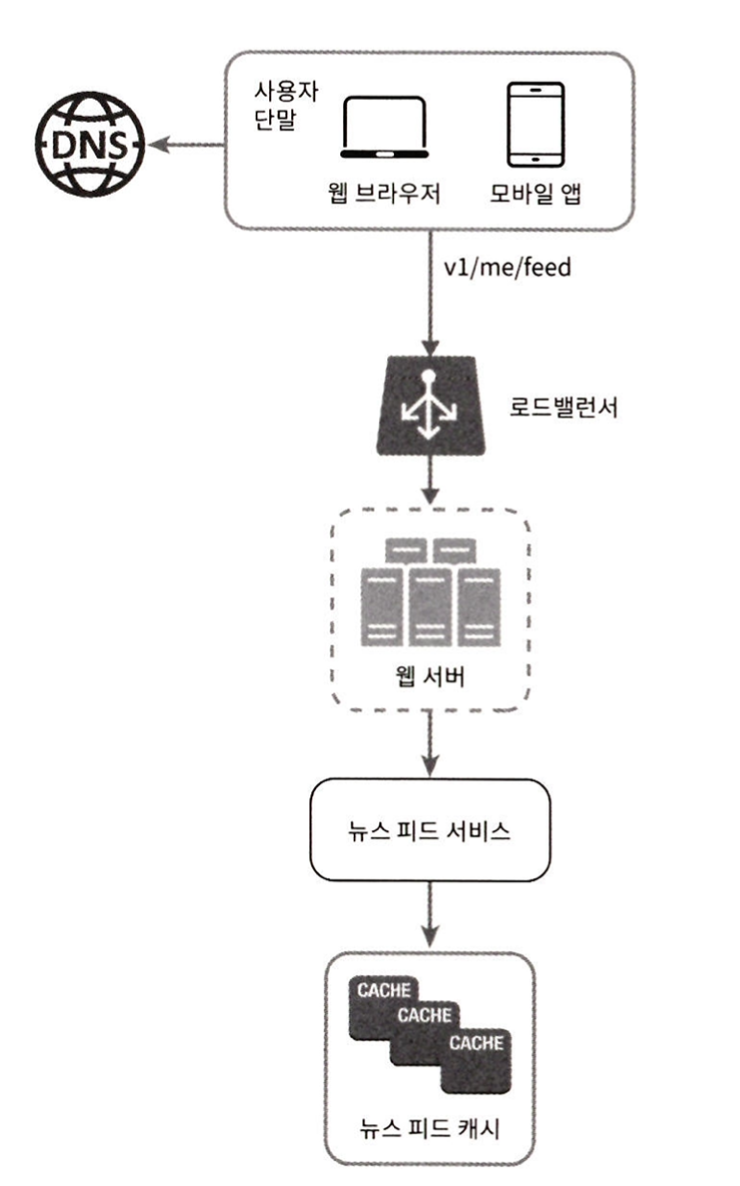 사용자
단말
DNS
웹 브라우저
모바일 앱
v1/me/feed
로드밸런서
웹 서버
뉴스 피드 서비스
CACHE
CACHE
CACHE
뉴스 피드 캐시